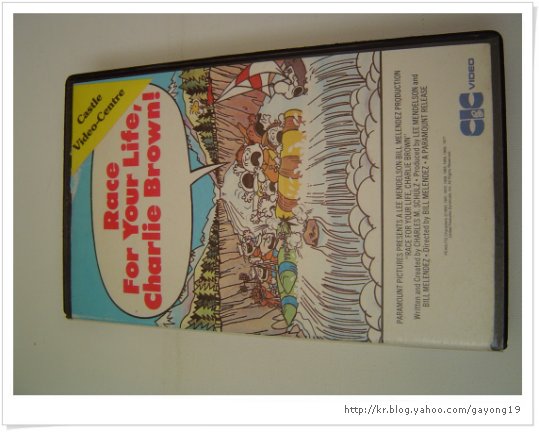 Castle
Video-Centre
Race
For Your Life,
Charlie Brown!
CIC
VIDEO
PARAMOUNT PICTURES PRESENTS A LEE MENDELSON-BILL MELENDEZ PRODUCTION
"RACE FOR YOUR LIFE, CHARLIE BROWN"
Written and Created by CHARLES M. SCHULZ • Produced by LEE MENDELSON and
BILL MELENDEZ • Directed by BILL MELENDEZ • A PARAMOUNT RELEASE
http://kr.blog.yahoo.com/gayong19